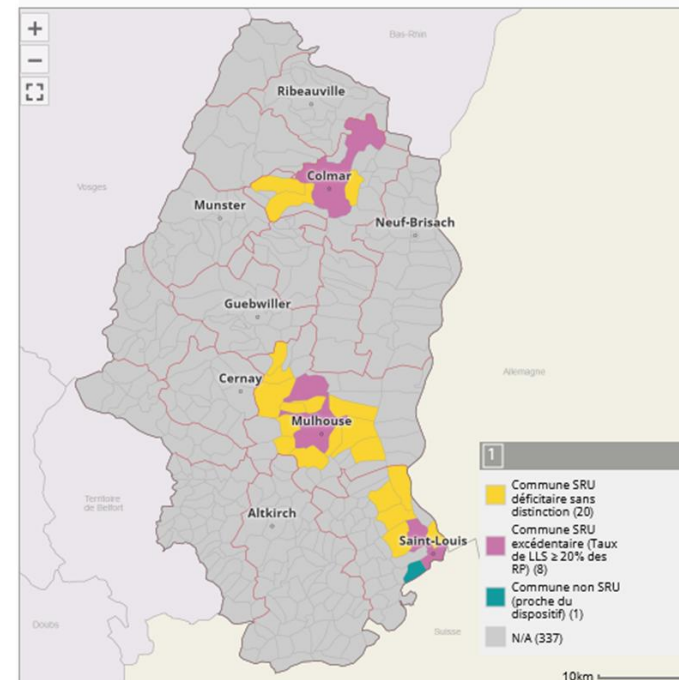 +
−
Bas-Rhin
Ribeauville
Colmar
Vosges
Munster
Neuf-Brisach
Guebwiller
Allemagne
Cernay
Mulhouse
1
Commune SRU
déficitaire sans
distinction (20)
Territoire
de Belfort
Altkirch
Commune SRU
excédentaire (Taux
de LLS ≥ 20% des
RP) (8)
Saint-Louis
Commune non SRU
(proche du
dispositif) (1)
Doubs
Suisse
N/A (337)
10km